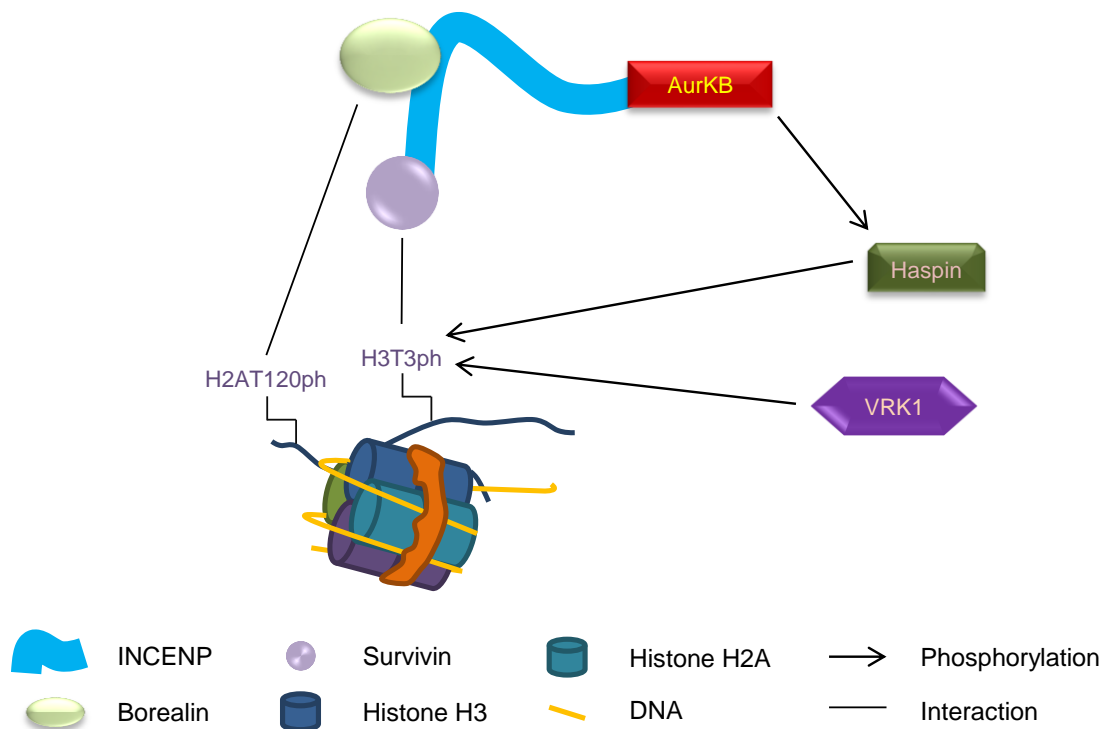 AurKB
Haspin
H3T3ph
H2AT120ph
VRK1
INCENP
Survivin
Histone H2A
Phosphorylation
Borealin
Histone H3
DNA
Interaction